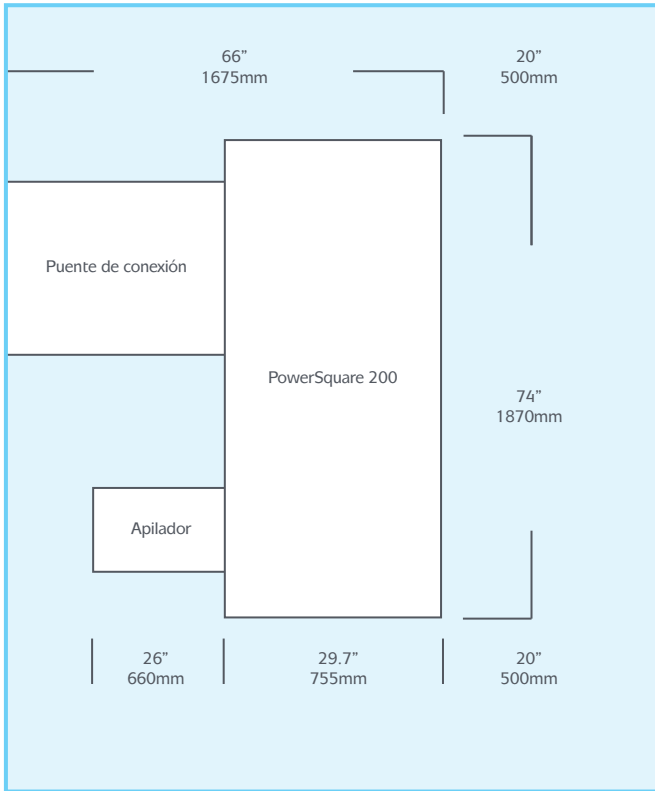 66”
1675mm
20”
500mm
Puente de conexión
PowerSquare 200
74”
1870mm
Apilador
26”
660mm
29.7”
755mm
20”
500mm